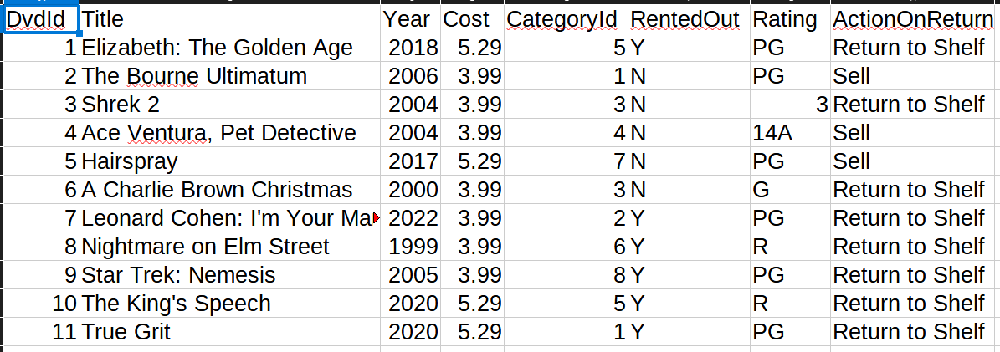 DvdId Title Year Cost CategoryId RentedOut Rating ActionOnReturn
1 Elizabeth: The Golden Age 2018 5.29 5 Y PG Return to Shelf
2 The Bourne Ultimatum 2006 3.99 1 N PG Sell
3 Shrek 2 2004 3.99 3 N 3 Return to Shelf
4 Ace Ventura, Pet Detective 2004 3.99 4 N 14A Sell
5 Hairspray 2017 5.29 7 N PG Sell
6 A Charlie Brown Christmas 2000 3.99 3 N G Return to Shelf
7 Leonard Cohen: I'm Your Ma 2022 3.99 2 Y PG Return to Shelf
8 Nightmare on Elm Street 1999 3.99 6 Y R Return to Shelf
9 Star Trek: Nemesis 2005 3.99 8 Y PG Return to Shelf
10 The King's Speech 2020 5.29 5 Y R Return to Shelf
11 True Grit 2020 5.29 1 Y PG Return to Shelf